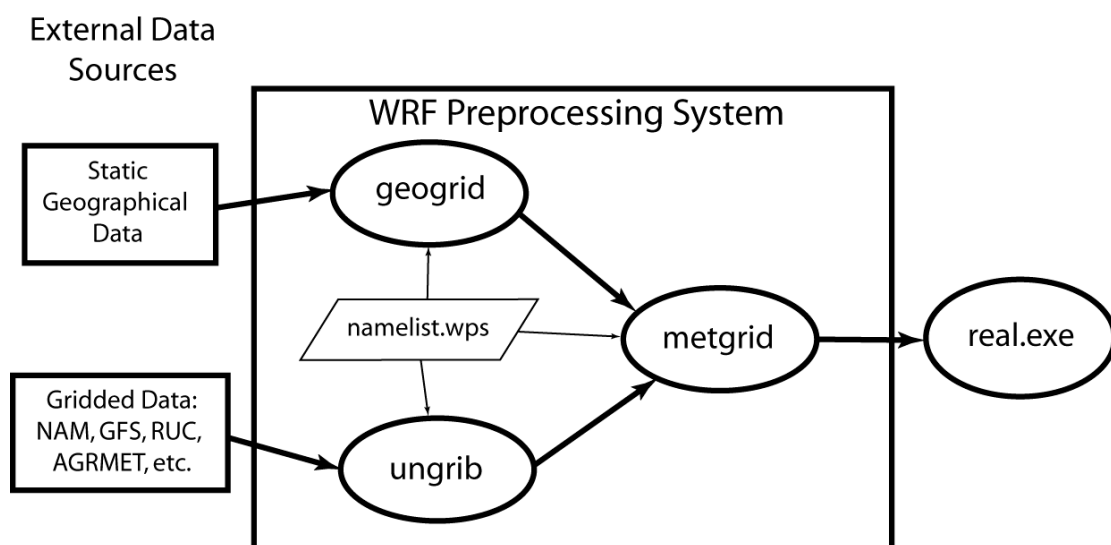 External Data
Sources
WRF Preprocessing System
Static
Geographical
Data
geogrid
namelist.wps
metgrid
real.exe
Gridded Data:
NAM, GFS, RUC,
AGRMET, etc.
ungrib